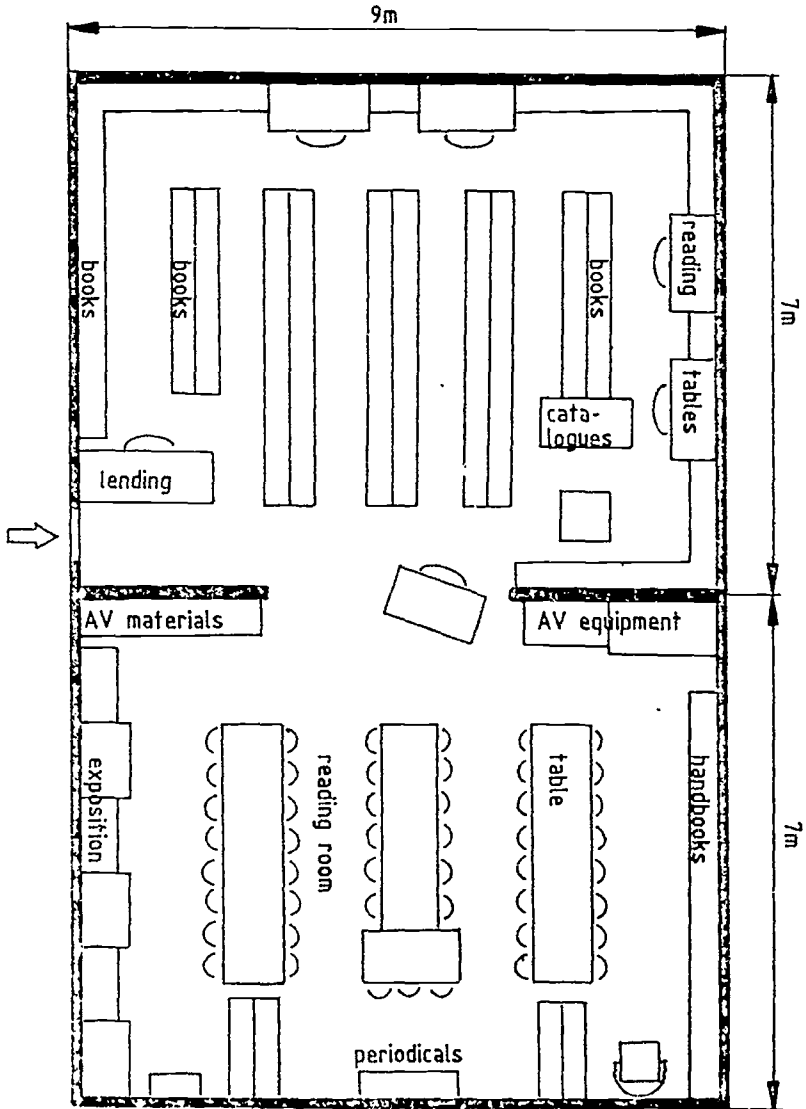 9m
7m
books
books
books
reading
tables
cata-
logues
lending
AV materials
AV equipment
exposition
reading room
table
handbooks
7m
periodicals